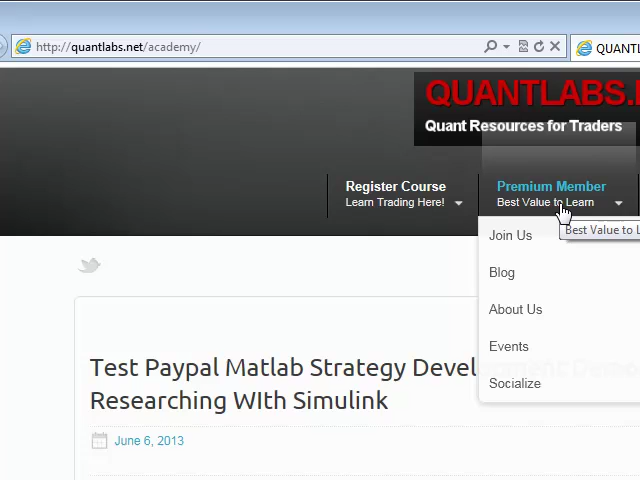 http://quantlabs.net/academy/
QUANTL
QUANTLABS.
Quant Resources for Traders
Register Course
Premium Member
Learn Trading Here!
Best Value to Learn
Join Us
Best Value to L
Blog
About Us
Events
Socialize
Test Paypal Matlab Strategy Devel
Researching WIth Simulink
June 6, 2013